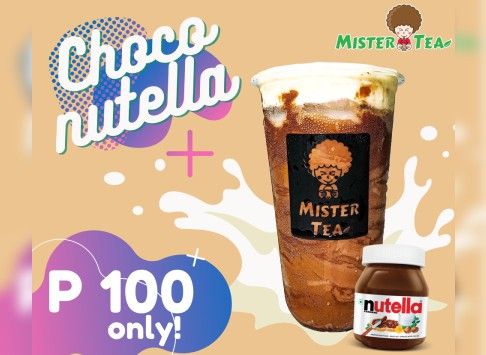 Choco
nutella
MISTER TEA
MISTER
TEA
P 100
only!
nutella